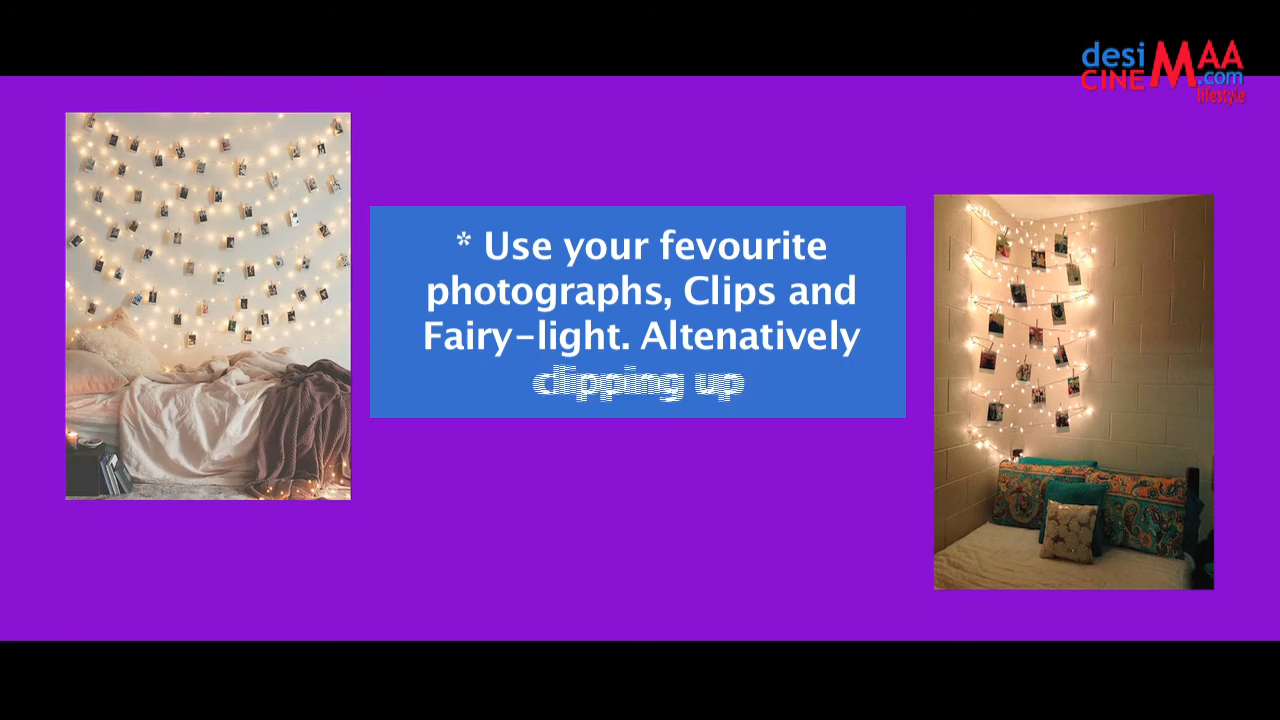 desi
CINEMAA
.com
lifestyle
* Use your fevourite
photographs, Clips and
Fairy-light. Altenatively
clipping up